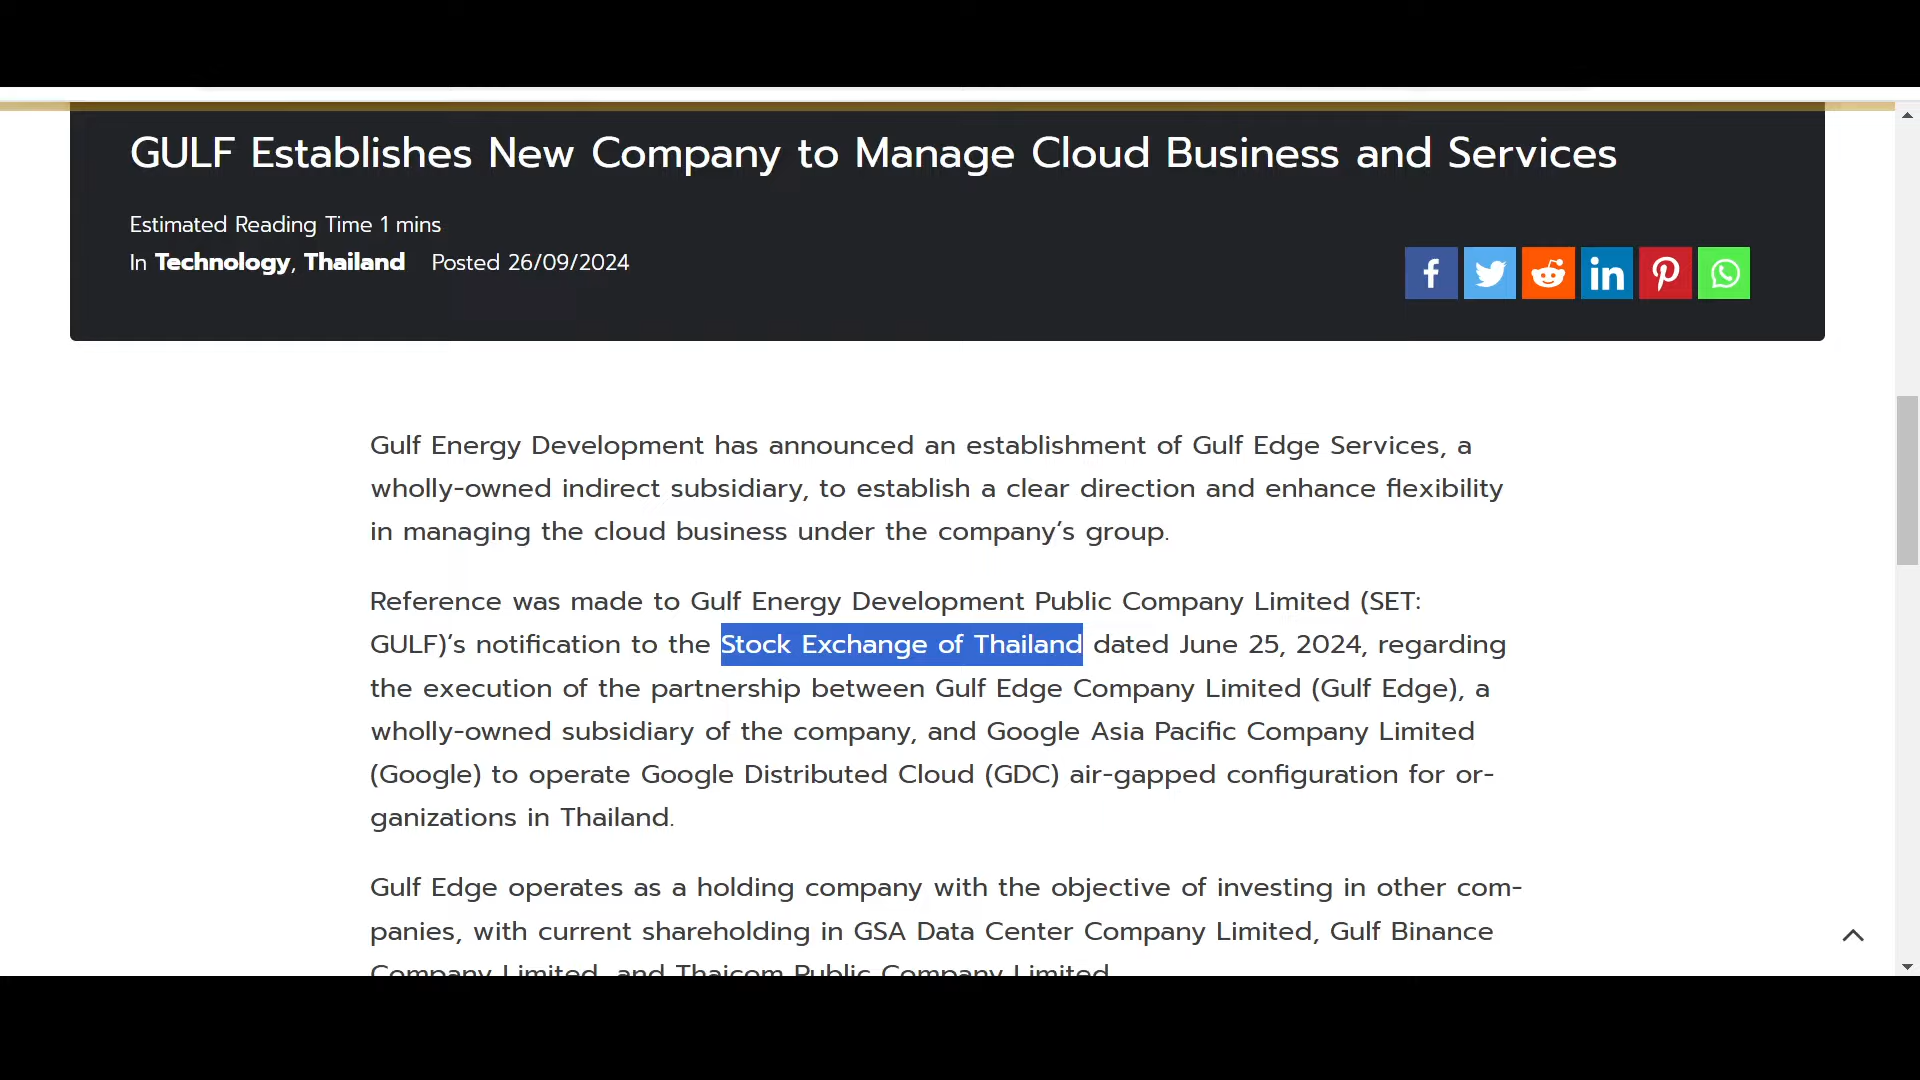 GULF Establishes New Company to Manage Cloud Business and Services
Estimated Reading Time 1 mins
In Technology, Thailand Posted 26/09/2024
Gulf Energy Development has announced an establishment of Gulf Edge Services, a
wholly-owned indirect subsidiary, to establish a clear direction and enhance flexibility
in managing the cloud business under the company’s group.
Reference was made to Gulf Energy Development Public Company Limited (SET:
GULF)’s notification to the Stock Exchange of Thailand dated June 25, 2024, regarding
the execution of the partnership between Gulf Edge Company Limited (Gulf Edge), a
wholly-owned subsidiary of the company, and Google Asia Pacific Company Limited
(Google) to operate Google Distributed Cloud (GDC) air-gapped configuration for or-
ganizations in Thailand.
Gulf Edge operates as a holding company with the objective of investing in other com-
panies, with current shareholding in GSA Data Center Company Limited, Gulf Binance
Company Limited, and Thaicom Public Company Limited.